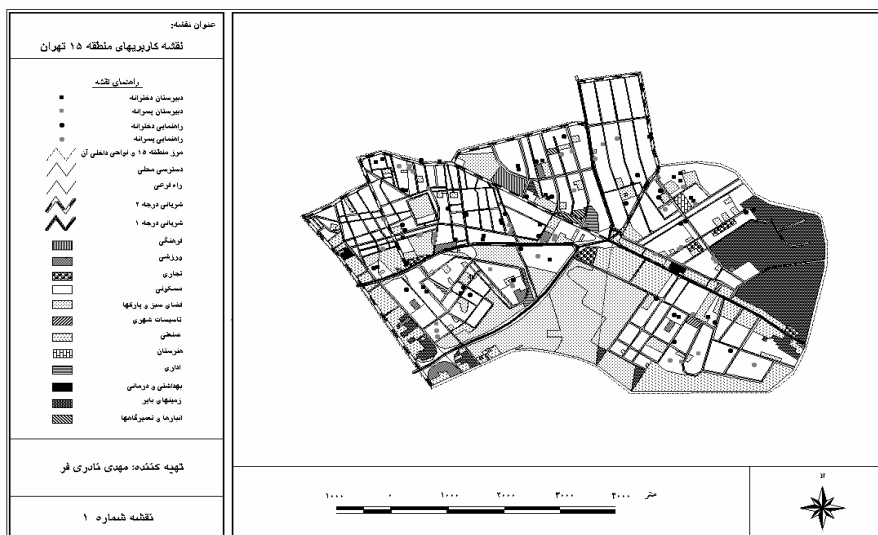 عنوان نقشه:
نقشه کاربریهای منطقه ۱۵ تهران
راهنمای نقشه
دبیرستان دخترانه
دبیرستان پسرانه
راهنمایی دخترانه
راهنمایی پسرانه
مرز منطقه ۱۵ و نواحی داخلی آن
دسترسی محلی
راه فرعی
شریانی درجه ۲
شریانی درجه ۱
فرهنگی
ورزشی
تجاری
مسکونی
فضای سبز و پارکها
تاسیسات شهری
صنعتی
هنرستان
اداری
بهداشتی و درمانی
زمینهای بایر
انبارها و تعمیرگاهها
تهیه کننده: مهدی نادری فر
نقشه شماره ۱
۱۰۰۰ ۰ ۱۰۰۰ ۲۰۰۰ ۳۰۰۰ ۴۰۰۰ متر
N